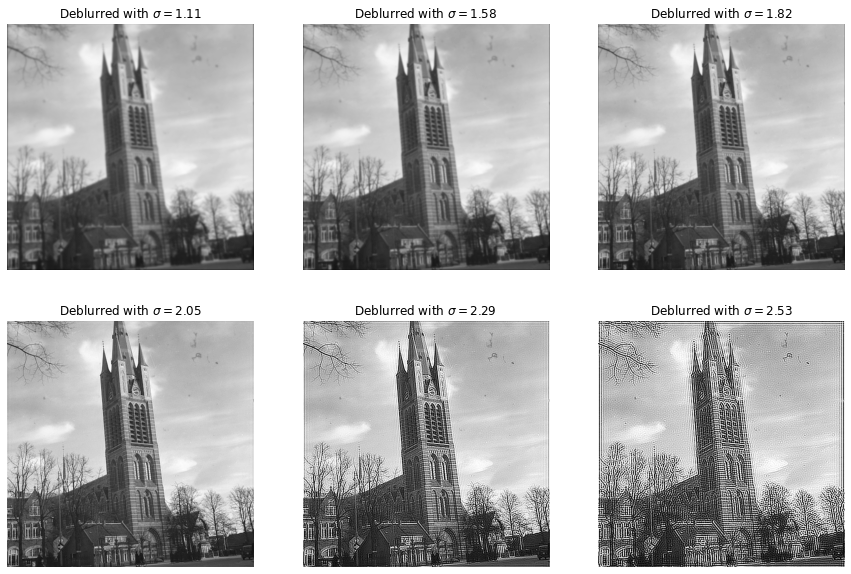 Deblurred with σ = 1.11
Deblurred with σ = 1.58
Deblurred with σ = 1.82
Deblurred with σ = 2.05
Deblurred with σ = 2.29
Deblurred with σ = 2.53